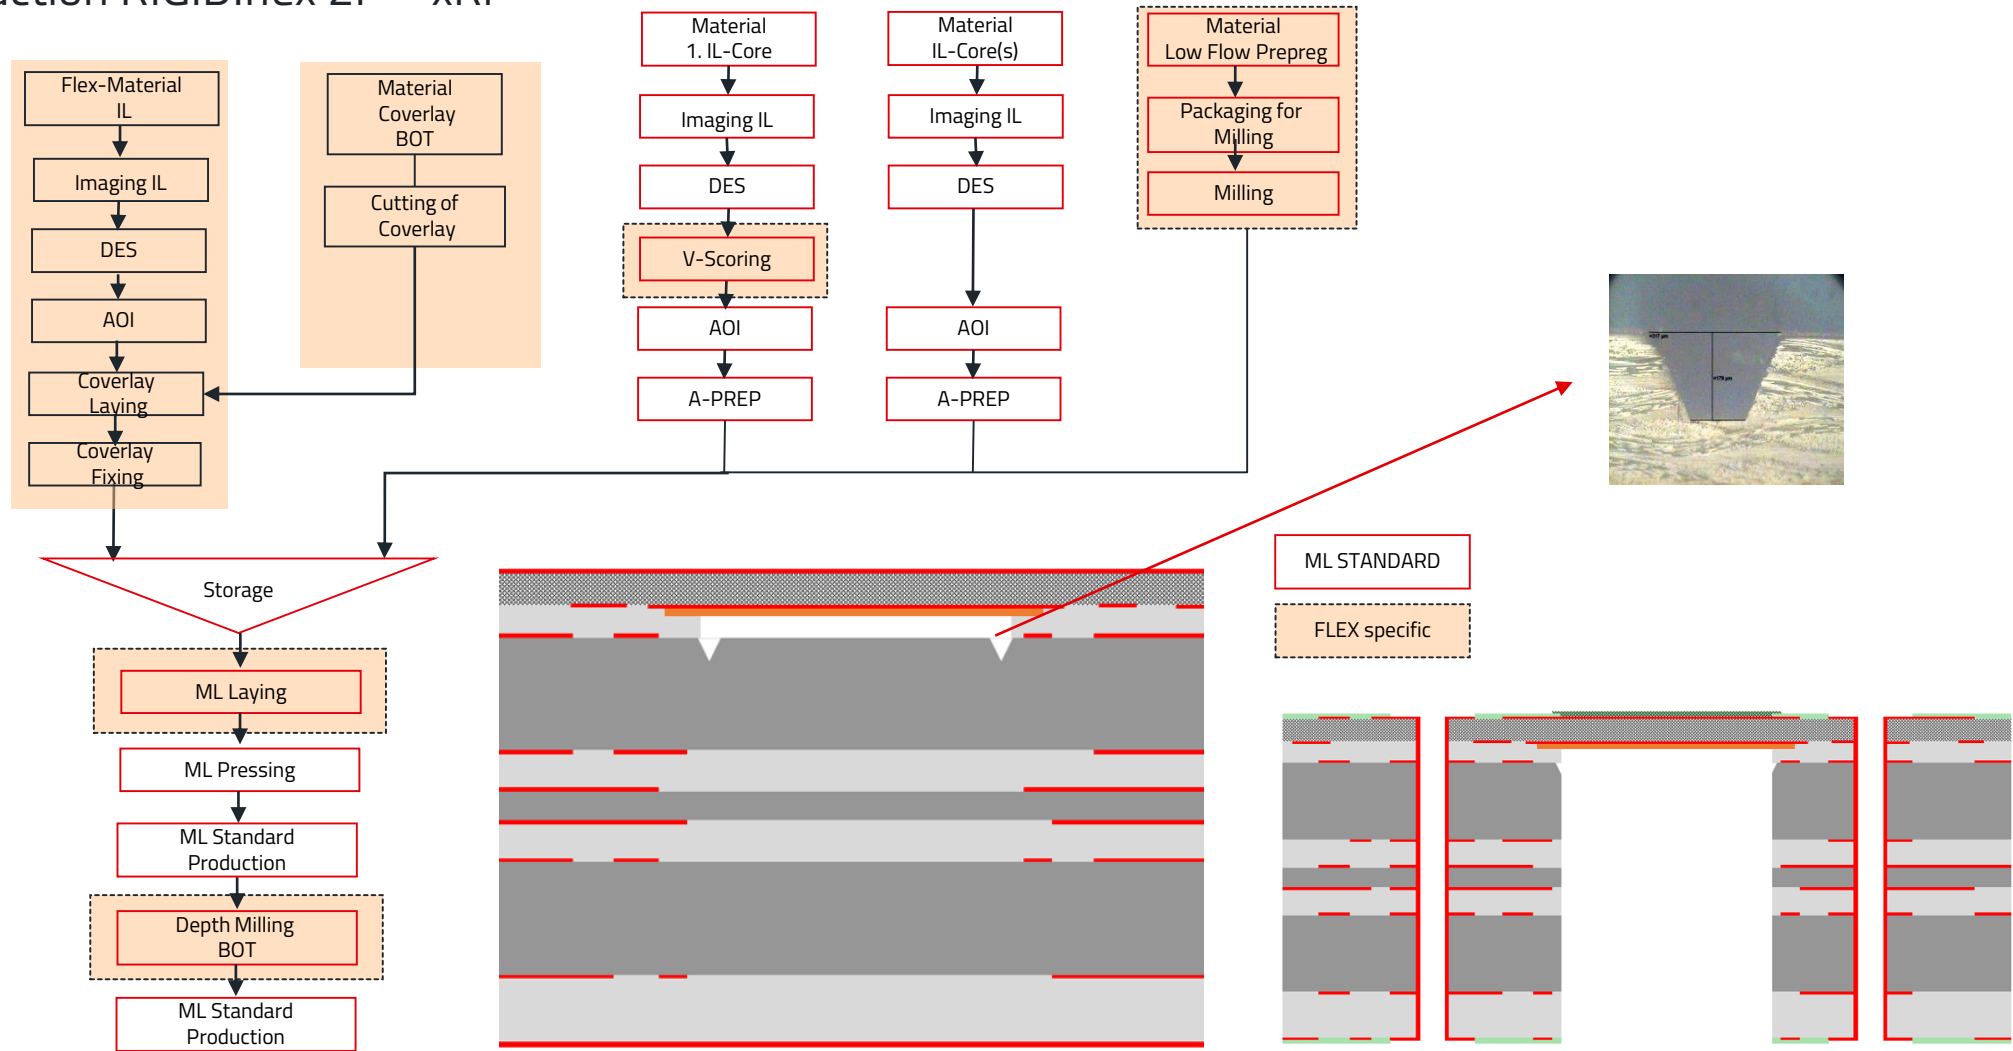 RIGIDflex 2F - xRi
Flex-Material
IL
Imaging IL
DES
AOI
Coverlay
Laying
Coverlay
Fixing
Material
Coverlay
BOT
Cutting of
Coverlay
Material
1. IL-Core
Imaging IL
DES
V-Scoring
AOI
A-PREP
Material
IL-Core(s)
Imaging IL
DES
AOI
A-PREP
Material
Low Flow Prepreg
Packaging for
Milling
Milling
Storage
ML Laying
ML Pressing
ML Standard
Production
Depth Milling
BOT
ML Standard
Production
ML STANDARD
FLEX specific